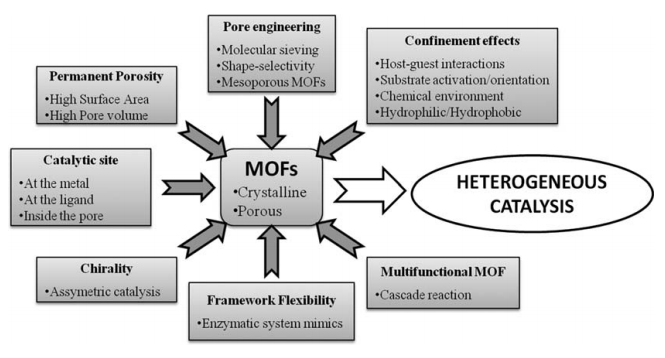 Pore engineering
•Molecular sieving
•Shape-selectivity
•Mesoporous MOFs
Confinement effects
•Host-guest interactions
•Substrate activation/orientation
•Chemical environment
•Hydrophilic/Hydrophobic
Permanent Porosity
•High Surface Area
•High Pore volume
Catalytic site
•At the metal
•At the ligand
•Inside the pore
MOFs
•Crystalline
•Porous
HETEROGENEOUS
CATALYSIS
Chirality
•Assymetric catalysis
Framework Flexibility
•Enzymatic system mimics
Multifunctional MOF
•Cascade reaction